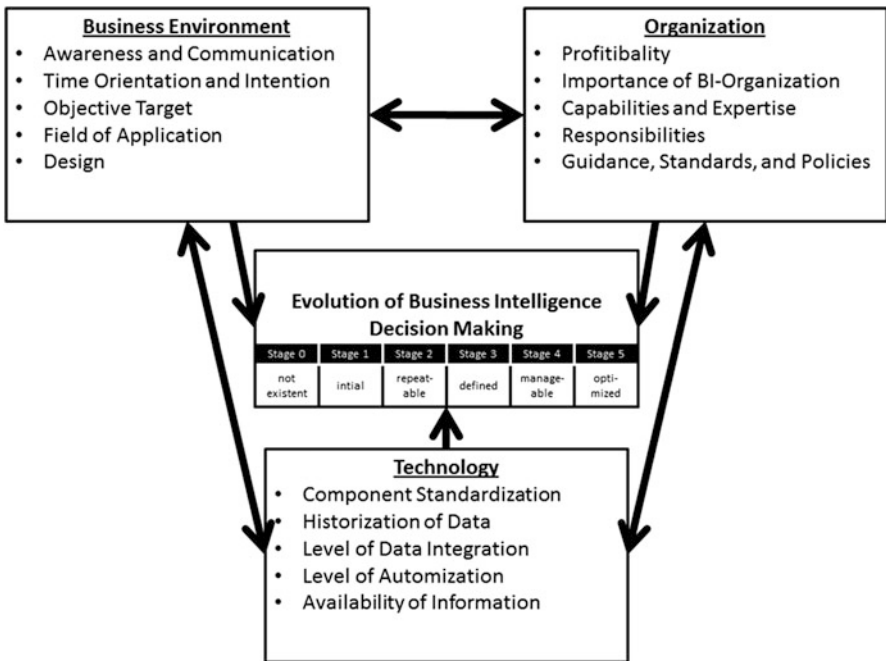 Business Environment
• Awareness and Communication
• Time Orientation and Intention
• Objective Target
• Field of Application
• Design
Organization
• Profitibality
• Importance of BI-Organization
• Capabilities and Expertise
• Responsibilities
• Guidance, Standards, and Policies
Evolution of Business Intelligence
Decision Making
Stage 0 Stage 1 Stage 2 Stage 3 Stage 4 Stage 5
not existent intial repeat-able defined manage-able opti-mized
Technology
• Component Standardization
• Historization of Data
• Level of Data Integration
• Level of Automization
• Availability of Information